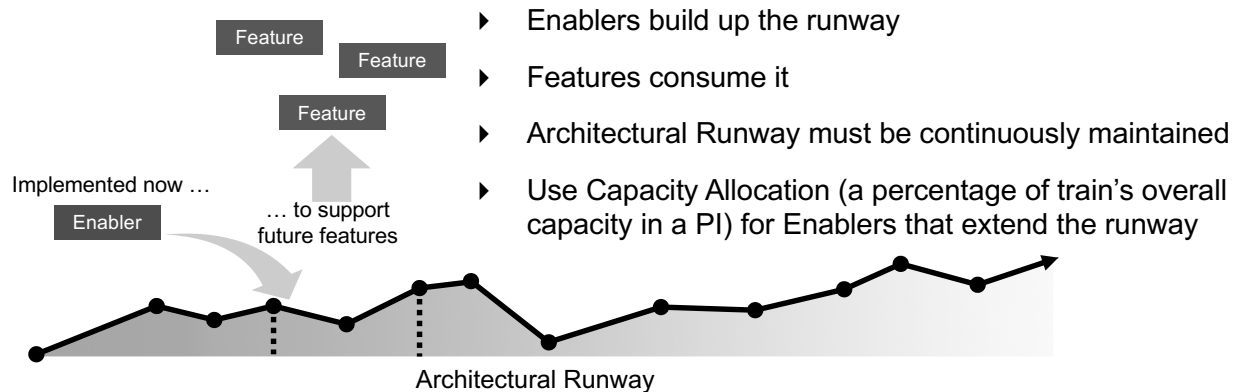 Feature
Feature
Feature
Implemented now …
Enabler
… to support
future features
Enablers build up the runway
Features consume it
Architectural Runway must be continuously maintained
Use Capacity Allocation (a percentage of train’s overall
capacity in a PI) for Enablers that extend the runway
Architectural Runway